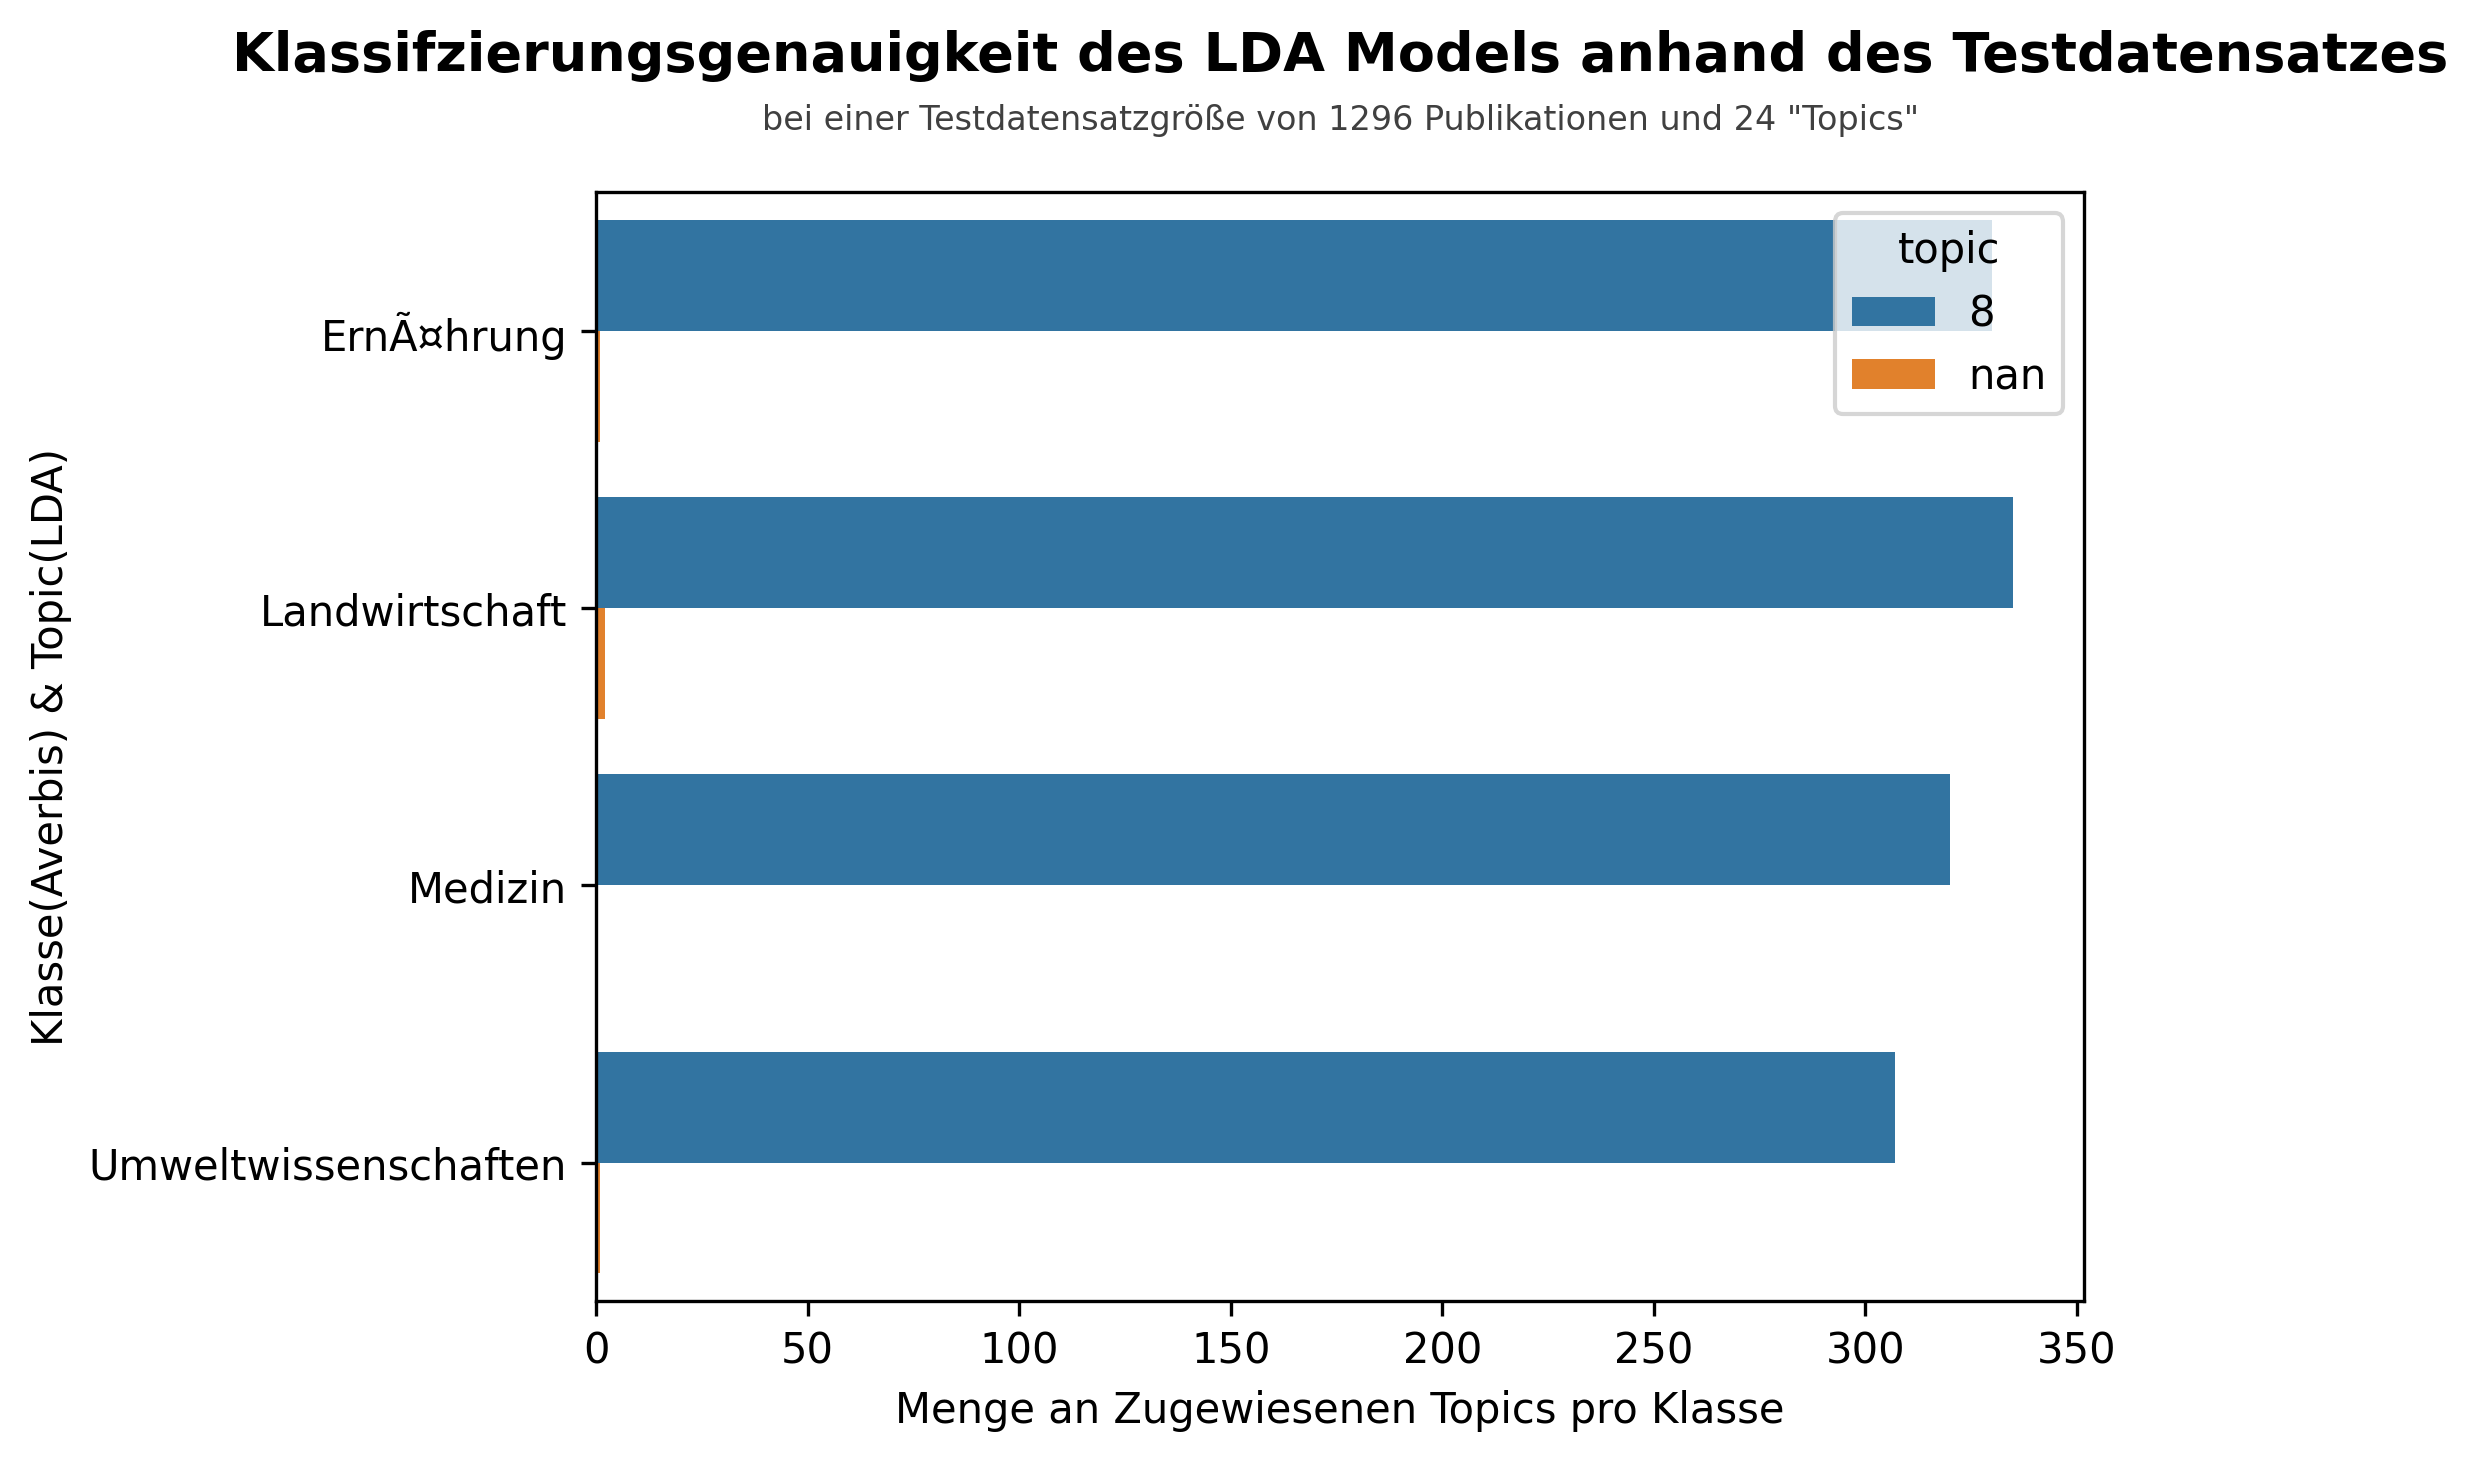 Klassifzierungsgenauigkeit des LDA Models anhand des Testdatensatzes
bei einer Testdatensatzgröße von 1296 Publikationen und 24 "Topics"
topic
8
nan
Klasse(Averbis) & Topic(LDA)
ErnÃ¤hrung
Landwirtschaft
Medizin
Umweltwissenschaften
0 50 100 150 200 250 300 350
Menge an Zugewiesenen Topics pro Klasse